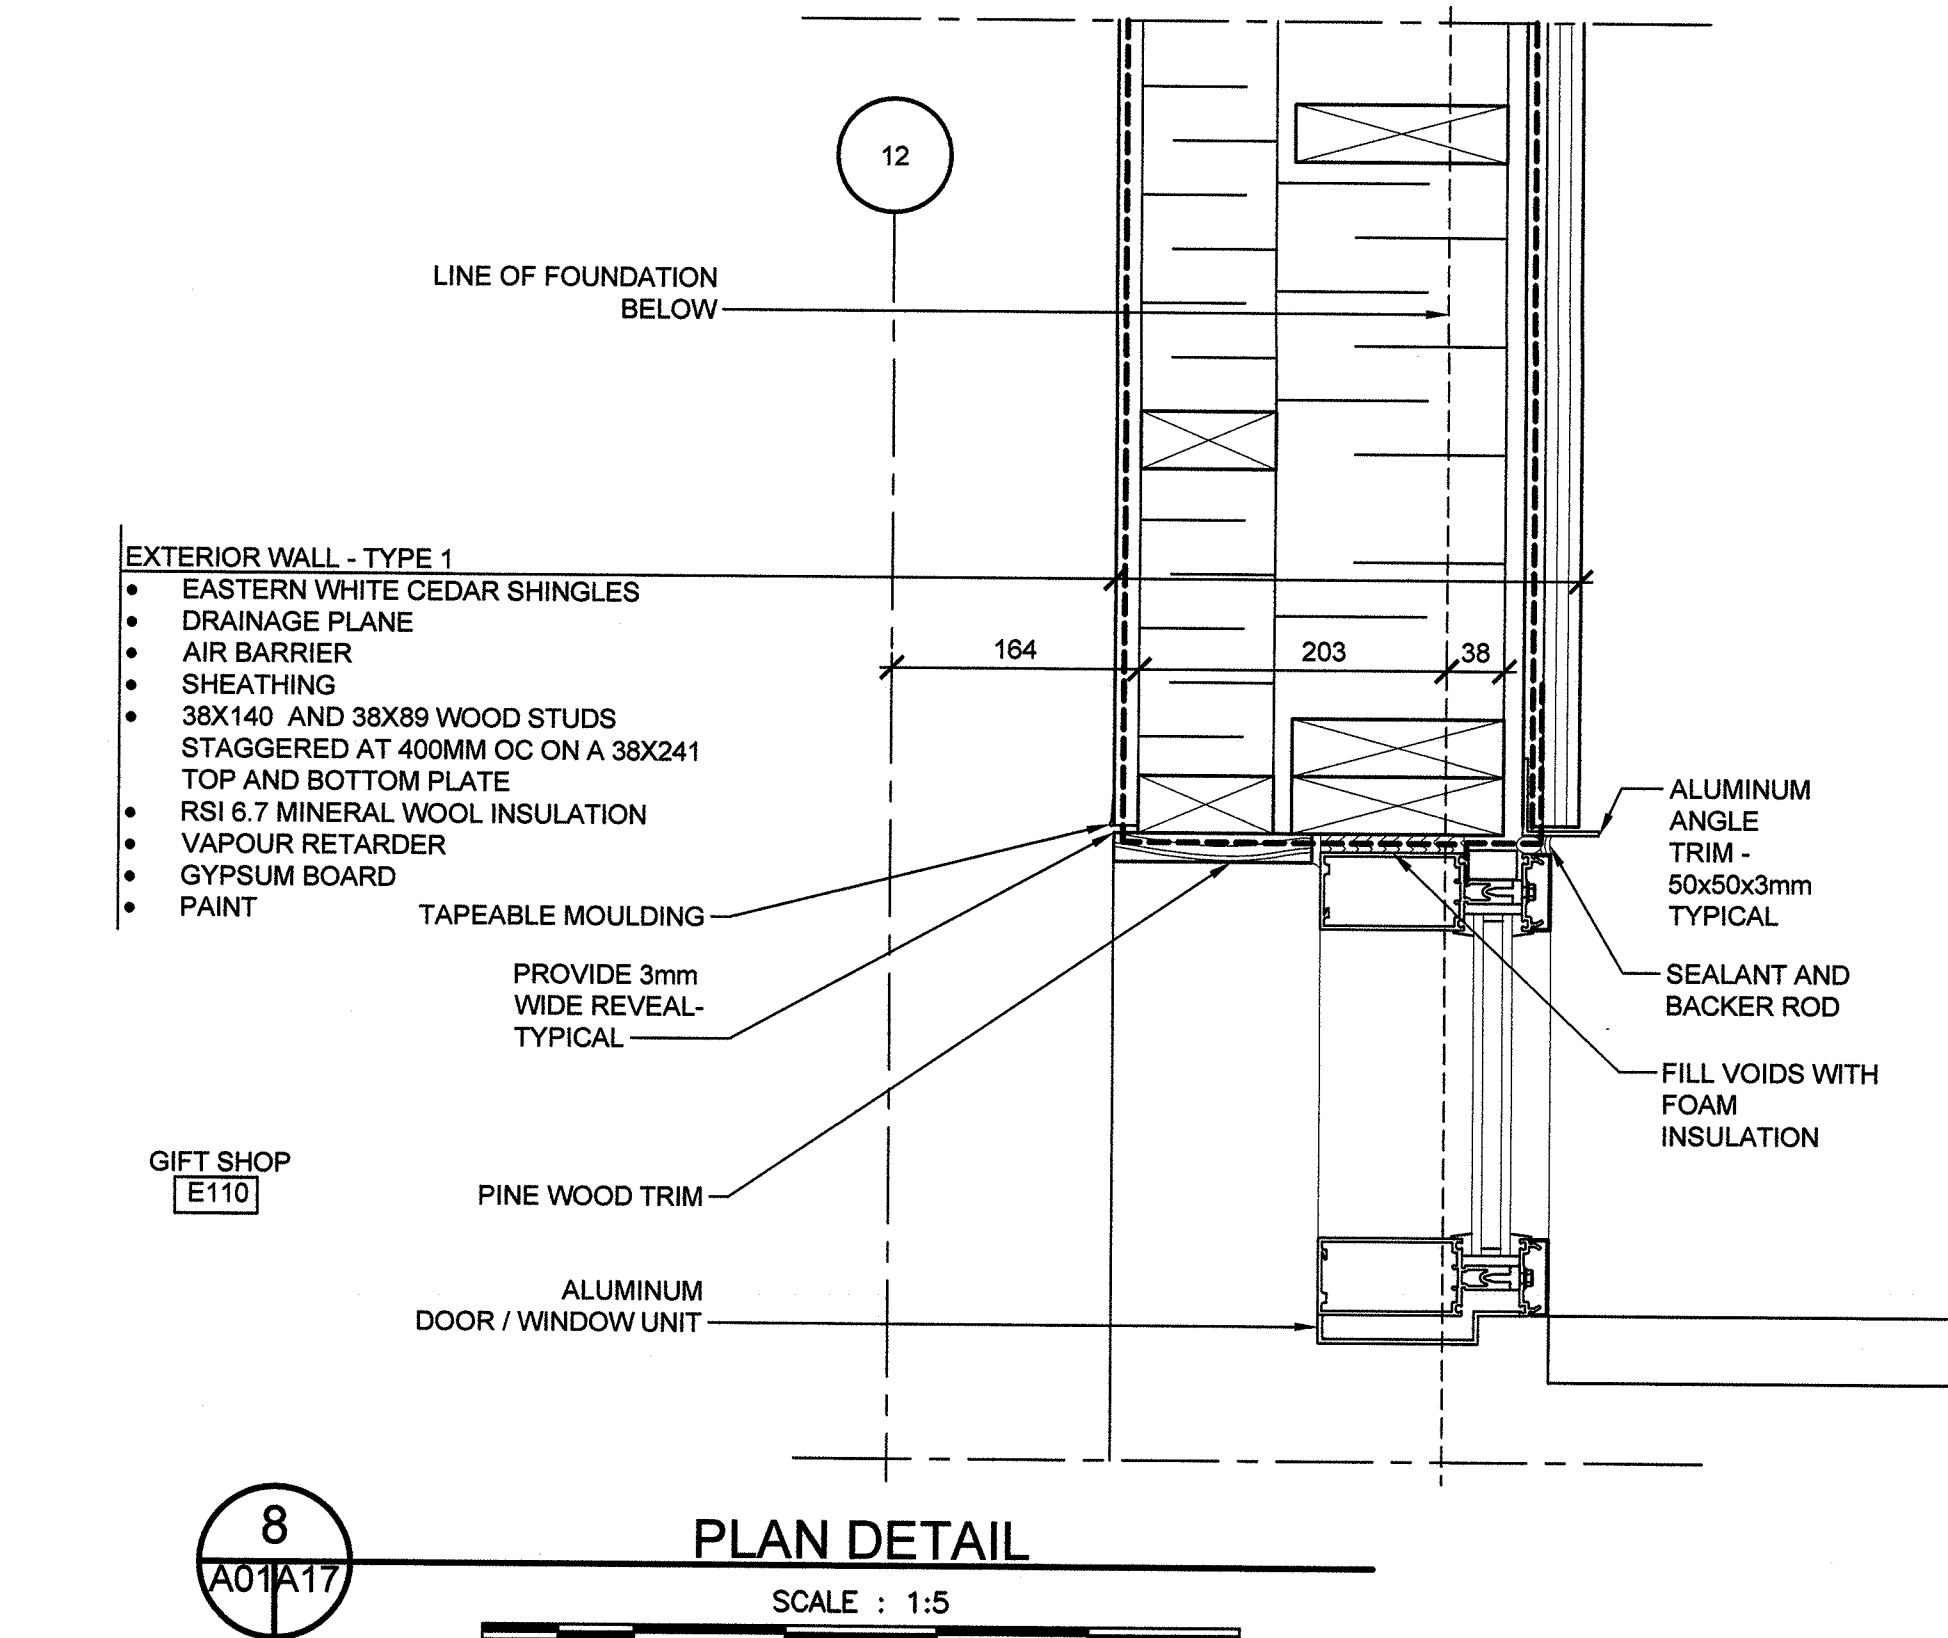 12
LINE OF FOUNDATION
BELOW
EXTERIOR WALL - TYPE 1
• EASTERN WHITE CEDAR SHINGLES
• DRAINAGE PLANE
• AIR BARRIER
• SHEATHING
• 38X140 AND 38X89 WOOD STUDS
STAGGERED AT 400MM OC ON A 38X241
TOP AND BOTTOM PLATE
• RSI 6.7 MINERAL WOOL INSULATION
• VAPOUR RETARDER
• GYPSUM BOARD
• PAINT
164
203
38
TAPEABLE MOULDING
PROVIDE 3mm
WIDE REVEAL-
TYPICAL
PINE WOOD TRIM
ALUMINUM
DOOR / WINDOW UNIT
ALUMINUM
ANGLE
TRIM -
50x50x3mm
TYPICAL
SEALANT AND
BACKER ROD
FILL VOIDS WITH
FOAM
INSULATION
GIFT SHOP
E110
8
A01 A17
PLAN DETAIL
SCALE : 1:5